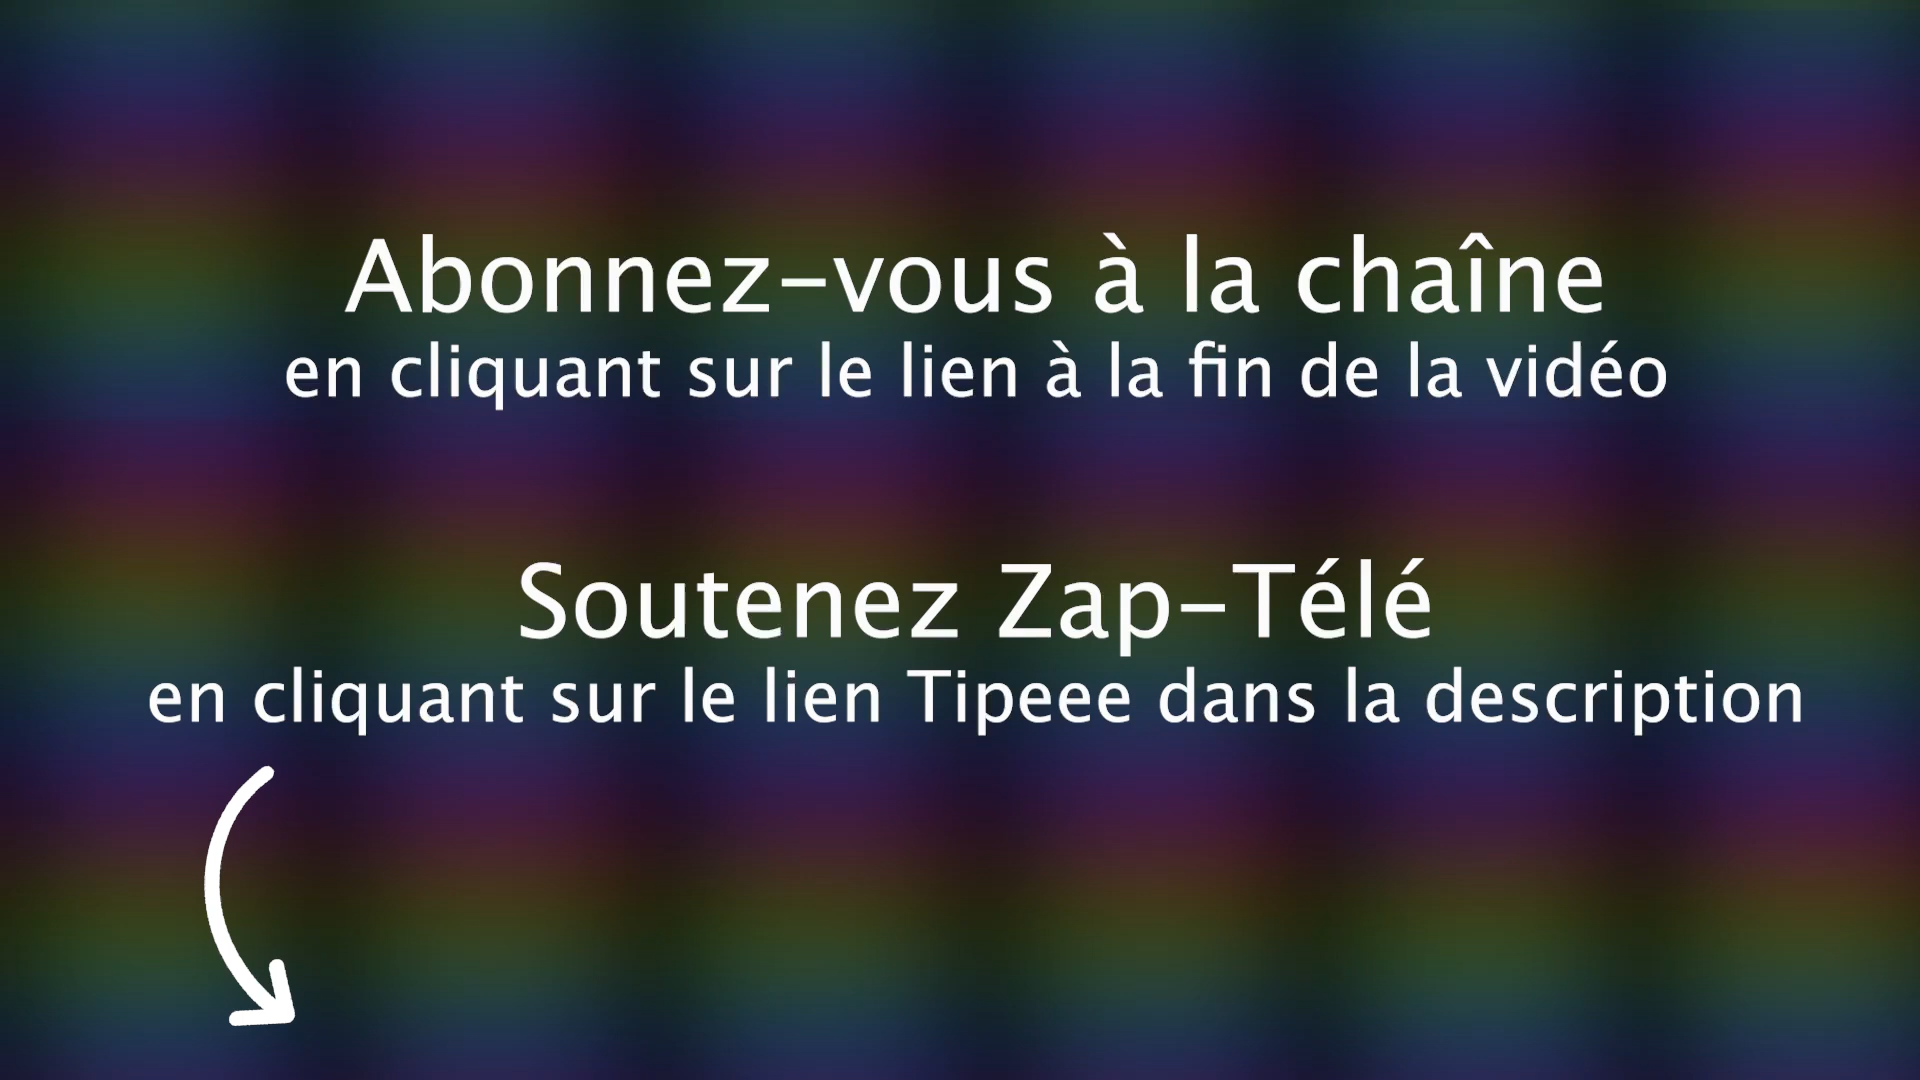 Abonnez-vous à la chaîne
en cliquant sur le lien à la fin de la vidéo
Soutenez Zap-Télé
en cliquant sur le lien Tipeee dans la description